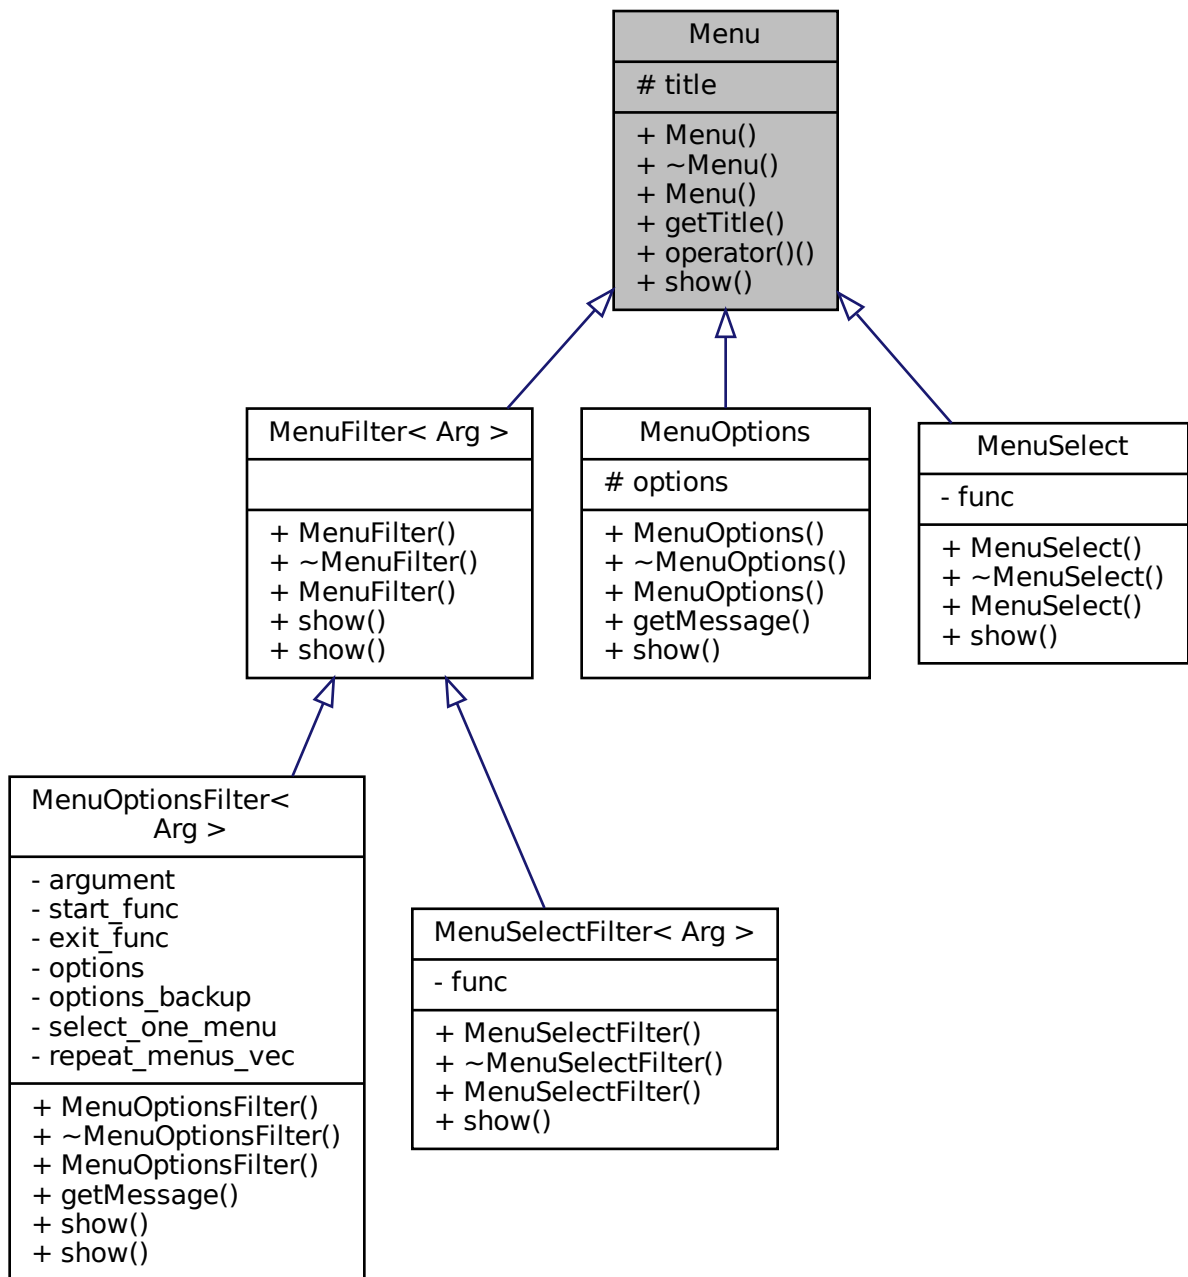 Menu
# title
+ Menu()
+ ~Menu()
+ Menu()
+ getTitle()
+ operator()()
+ show()
MenuFilter< Arg >
+ MenuFilter()
+ ~MenuFilter()
+ MenuFilter()
+ show()
+ show()
MenuOptions
# options
+ MenuOptions()
+ ~MenuOptions()
+ MenuOptions()
+ getMessage()
+ show()
MenuSelect
- func
+ MenuSelect()
+ ~MenuSelect()
+ MenuSelect()
+ show()
MenuOptionsFilter<
Arg >
- argument
- start_func
- exit_func
- options
- options_backup
- select_one_menu
- repeat_menus_vec
+ MenuOptionsFilter()
+ ~MenuOptionsFilter()
+ MenuOptionsFilter()
+ getMessage()
+ show()
+ show()
MenuSelectFilter< Arg >
- func
+ MenuSelectFilter()
+ ~MenuSelectFilter()
+ MenuSelectFilter()
+ show()